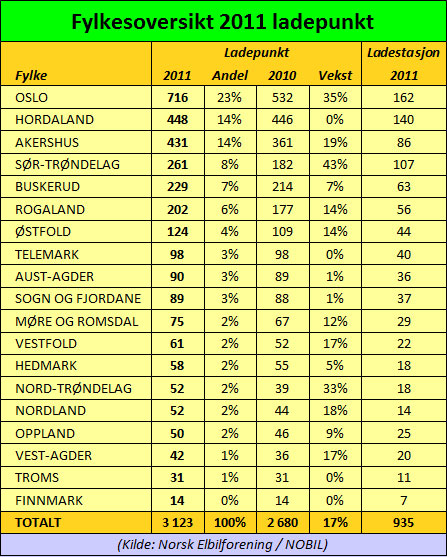 Fylkesoversikt 2011 ladepunkt
Ladepunkt Ladestasjon
Fylke 2011 Andel 2010 Vekst 2011
OSLO 716 23% 532 35% 162
HORDALAND 448 14% 446 0% 140
AKERSHUS 431 14% 361 19% 86
SØR-TRØNDELAG 261 8% 182 43% 107
BUSKERUD 229 7% 214 7% 63
ROGALAND 202 6% 177 14% 56
ØSTFOLD 124 4% 109 14% 44
TELEMARK 98 3% 98 0% 40
AUST-AGDER 90 3% 89 1% 36
SOGN OG FJORDANE 89 3% 88 1% 37
MØRE OG ROMSDAL 75 2% 67 12% 29
VESTFOLD 61 2% 52 17% 22
HEDMARK 58 2% 55 5% 18
NORD-TRØNDELAG 52 2% 39 33% 18
NORDLAND 52 2% 44 18% 14
OPPLAND 50 2% 46 9% 25
VEST-AGDER 42 1% 36 17% 20
TROMS 31 1% 31 0% 11
FINNMARK 14 0% 14 0% 7
TOTALT 3 123 100% 2 680 17% 935
(Kilde: Norsk Elbilforening / NOBIL)